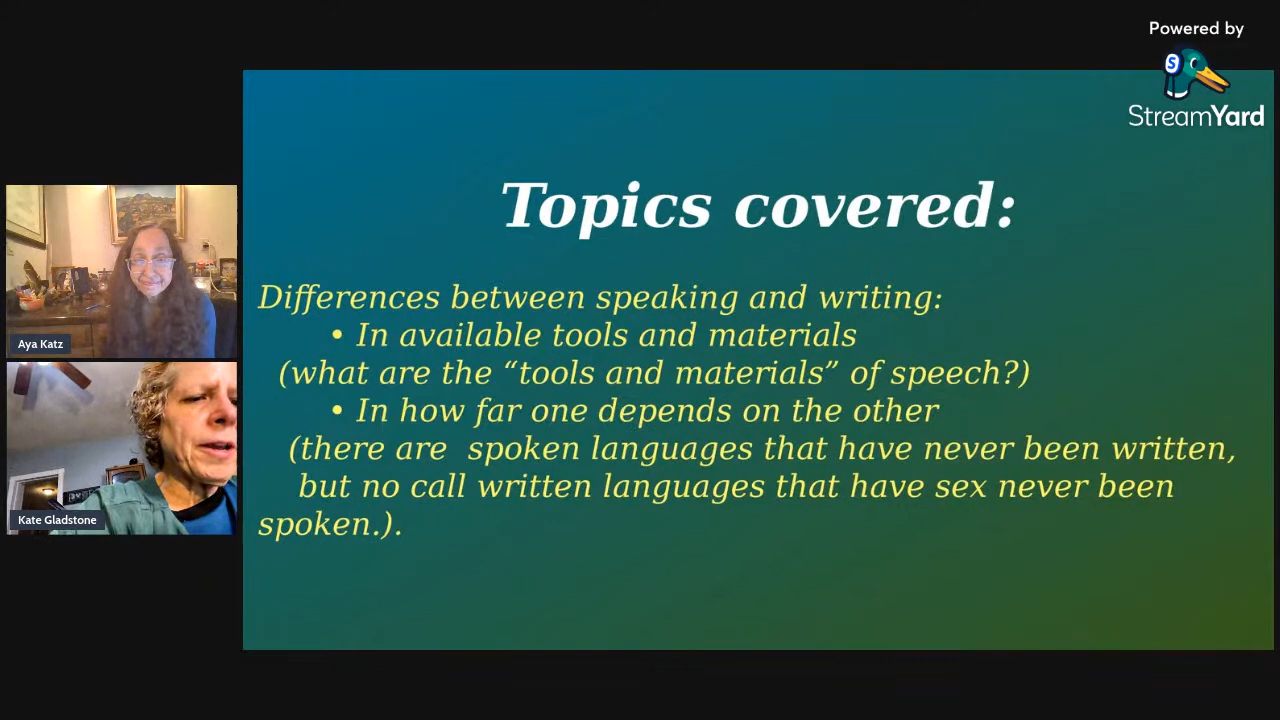 Powered by
StreamYard
Topics covered:
Differences between speaking and writing:
• In available tools and materials
(what are the “tools and materials” of speech?)
• In how far one depends on the other
(there are  spoken languages that have never been written,
but no call written languages that have sex never been
spoken.).
Aya Katz
Kate Gladstone